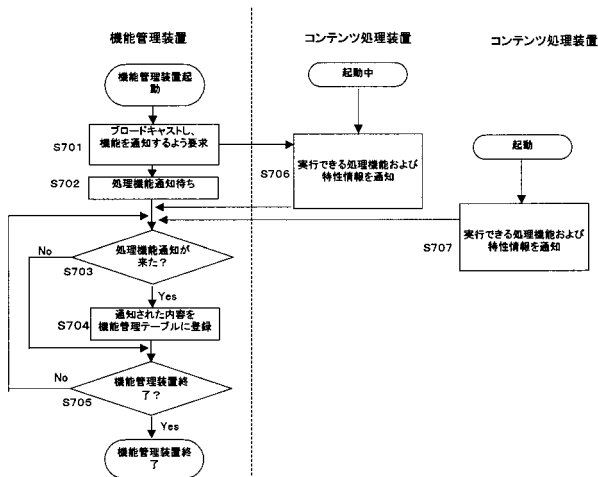 機能管理装置
コンテンツ処理装置
コンテンツ処理装置
機能管理装置起
動
起動中
ブロードキャストし、
機能を通知するよう要求
S701
起動
S702
処理機能通知待ち
S706
実行できる処理機能および
特性情報を通知
No
処理機能通知が
来た?
S703
実行できる処理機能および
特性情報を通知
S707
Yes
通知された内容を
機能管理テーブルに登録
S704
No
機能管理装置終
了?
S705
Yes
機能管理装置終
了